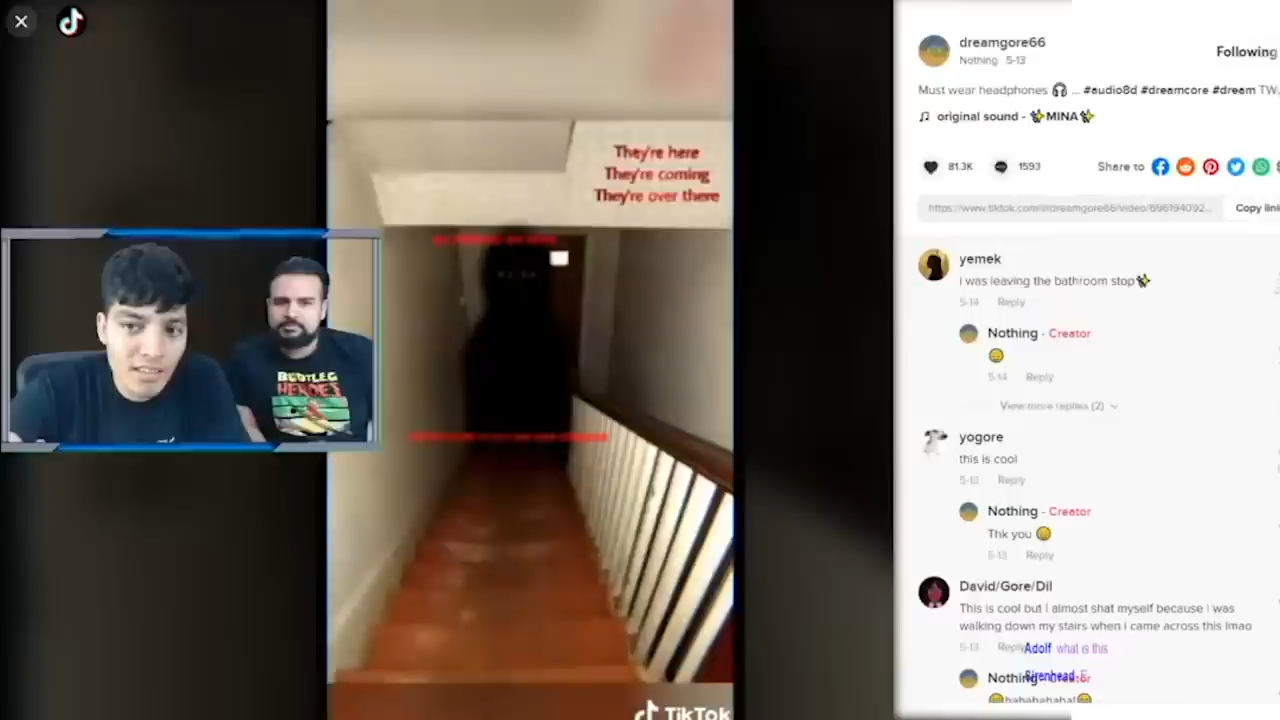 They're here
They're coming
They're over there
BOOTLEG
HEROES
TikTok
dreamgore66
Nothing · 5-13
Following
Must wear headphones 🎧 ... #audio8d #dreamcore #dream TW
♫ original sound - ✨MINA✨
81.3K
1593
Share to
Copy link
yemek
i was leaving the bathroom stop✨
5-14 Reply
Nothing · Creator
😄
5-14 Reply
View more replies (2)
yogore
this is cool
5-13 Reply
Nothing · Creator
Thk you 😄
5-13 Reply
David/Gore/Dil
This is cool but I almost shat myself because i was
walking down my stairs when i came across this lmao
5-13 Reply
Adolf what is this
Nothing · Creator
Sirenhead
😄hahahahaha!😄